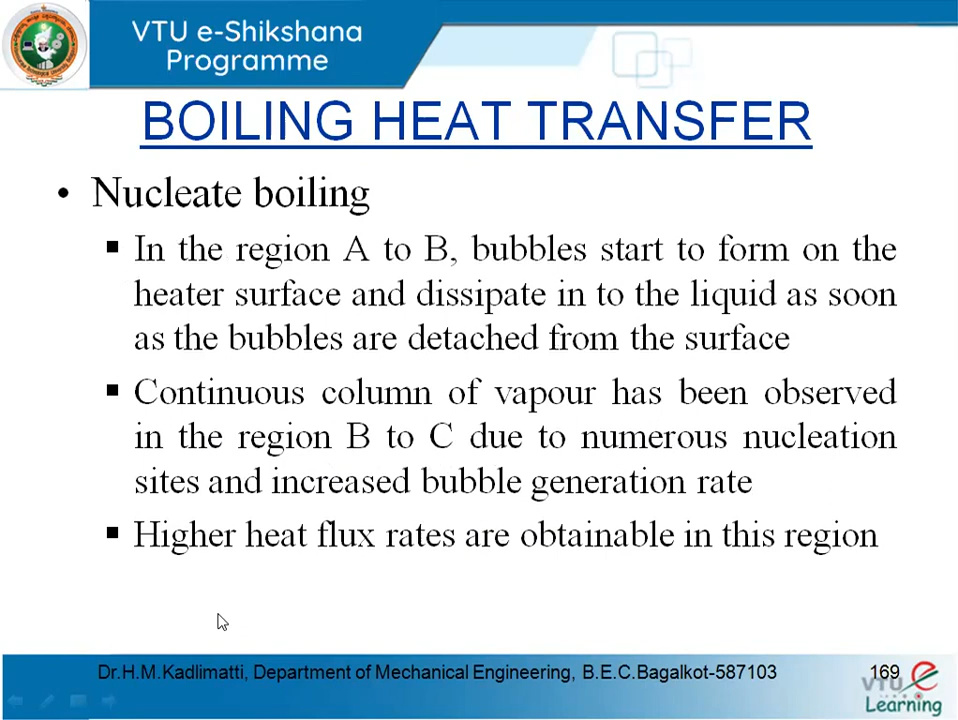 VTU e-Shikshana
Programme
BOILING HEAT TRANSFER
• Nucleate boiling
▪ In the region A to B, bubbles start to form on the
heater surface and dissipate in to the liquid as soon
as the bubbles are detached from the surface
▪ Continuous column of vapour has been observed
in the region B to C due to numerous nucleation
sites and increased bubble generation rate
▪ Higher heat flux rates are obtainable in this region
Dr.H.M.Kadlimatti, Department of Mechanical Engineering, B.E.C.Bagalkot-587103
169
VTU e
Learning